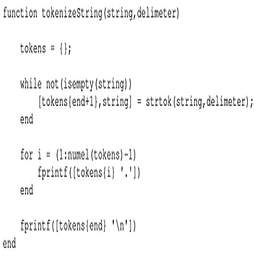 function tokenizeString(string,delimeter)
tokens = {};
while not(isempty(string))
[tokens{end+1},string] = strtok(string,delimeter);
end
for i = (1:numel(tokens)-1)
fprintf([tokens{i} '.'])
end
fprintf([tokens{end} '\n'])
end